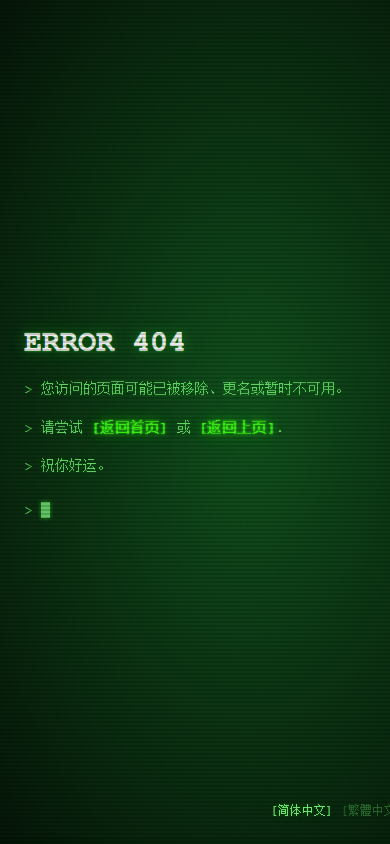 ERROR 404
> 您访问的页面可能已被移除、更名或暂时不可用。
> 请尝试 [返回首页] 或 [返回上页].
> 祝你好运。
>
[简体中文] [繁體中文